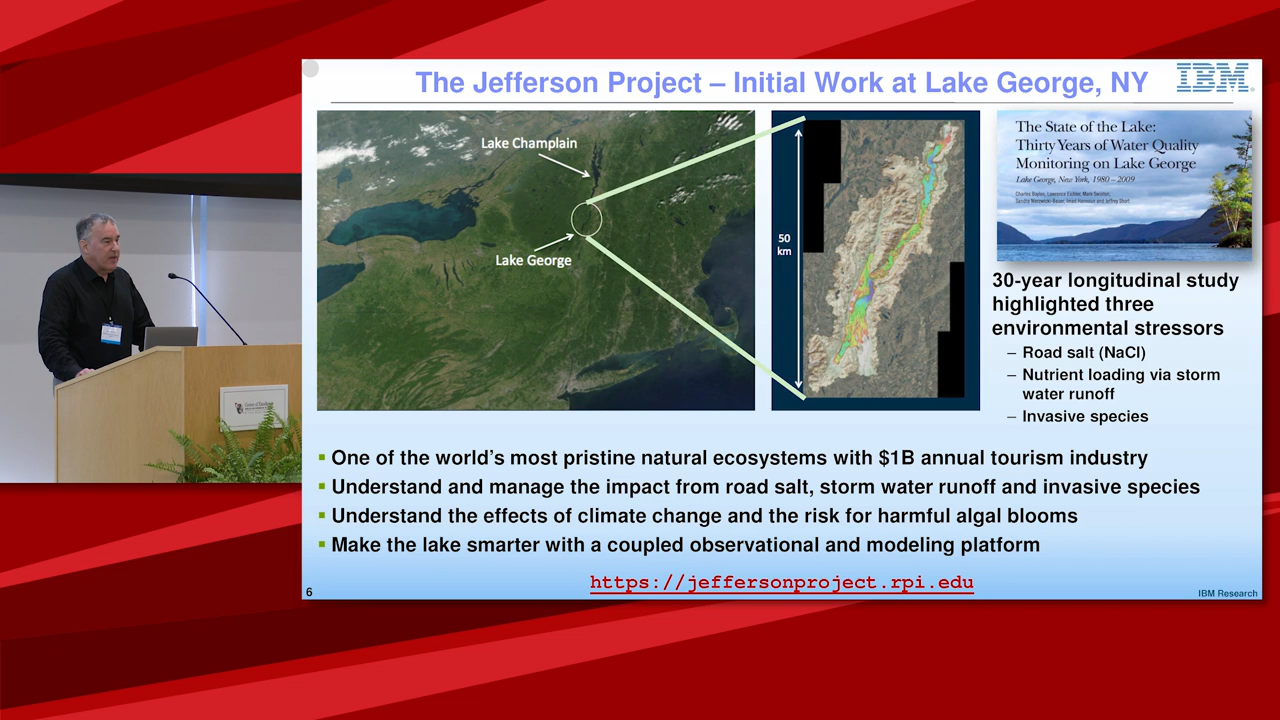 The Jefferson Project – Initial Work at Lake George, NY
IBM
Lake Champlain
Lake George
50
km
The State of the Lake:
Thirty Years of Water Quality
Monitoring on Lake George
Lake George, New York, 1980 – 2009
30-year longitudinal study
highlighted three
environmental stressors
– Road salt (NaCl)
– Nutrient loading via storm
water runoff
– Invasive species
▪ One of the world's most pristine natural ecosystems with $1B annual tourism industry
▪ Understand and manage the impact from road salt, storm water runoff and invasive species
▪ Understand the effects of climate change and the risk for harmful algal blooms
▪ Make the lake smarter with a coupled observational and modeling platform
https://jeffersonproject.rpi.edu
6
IBM Research